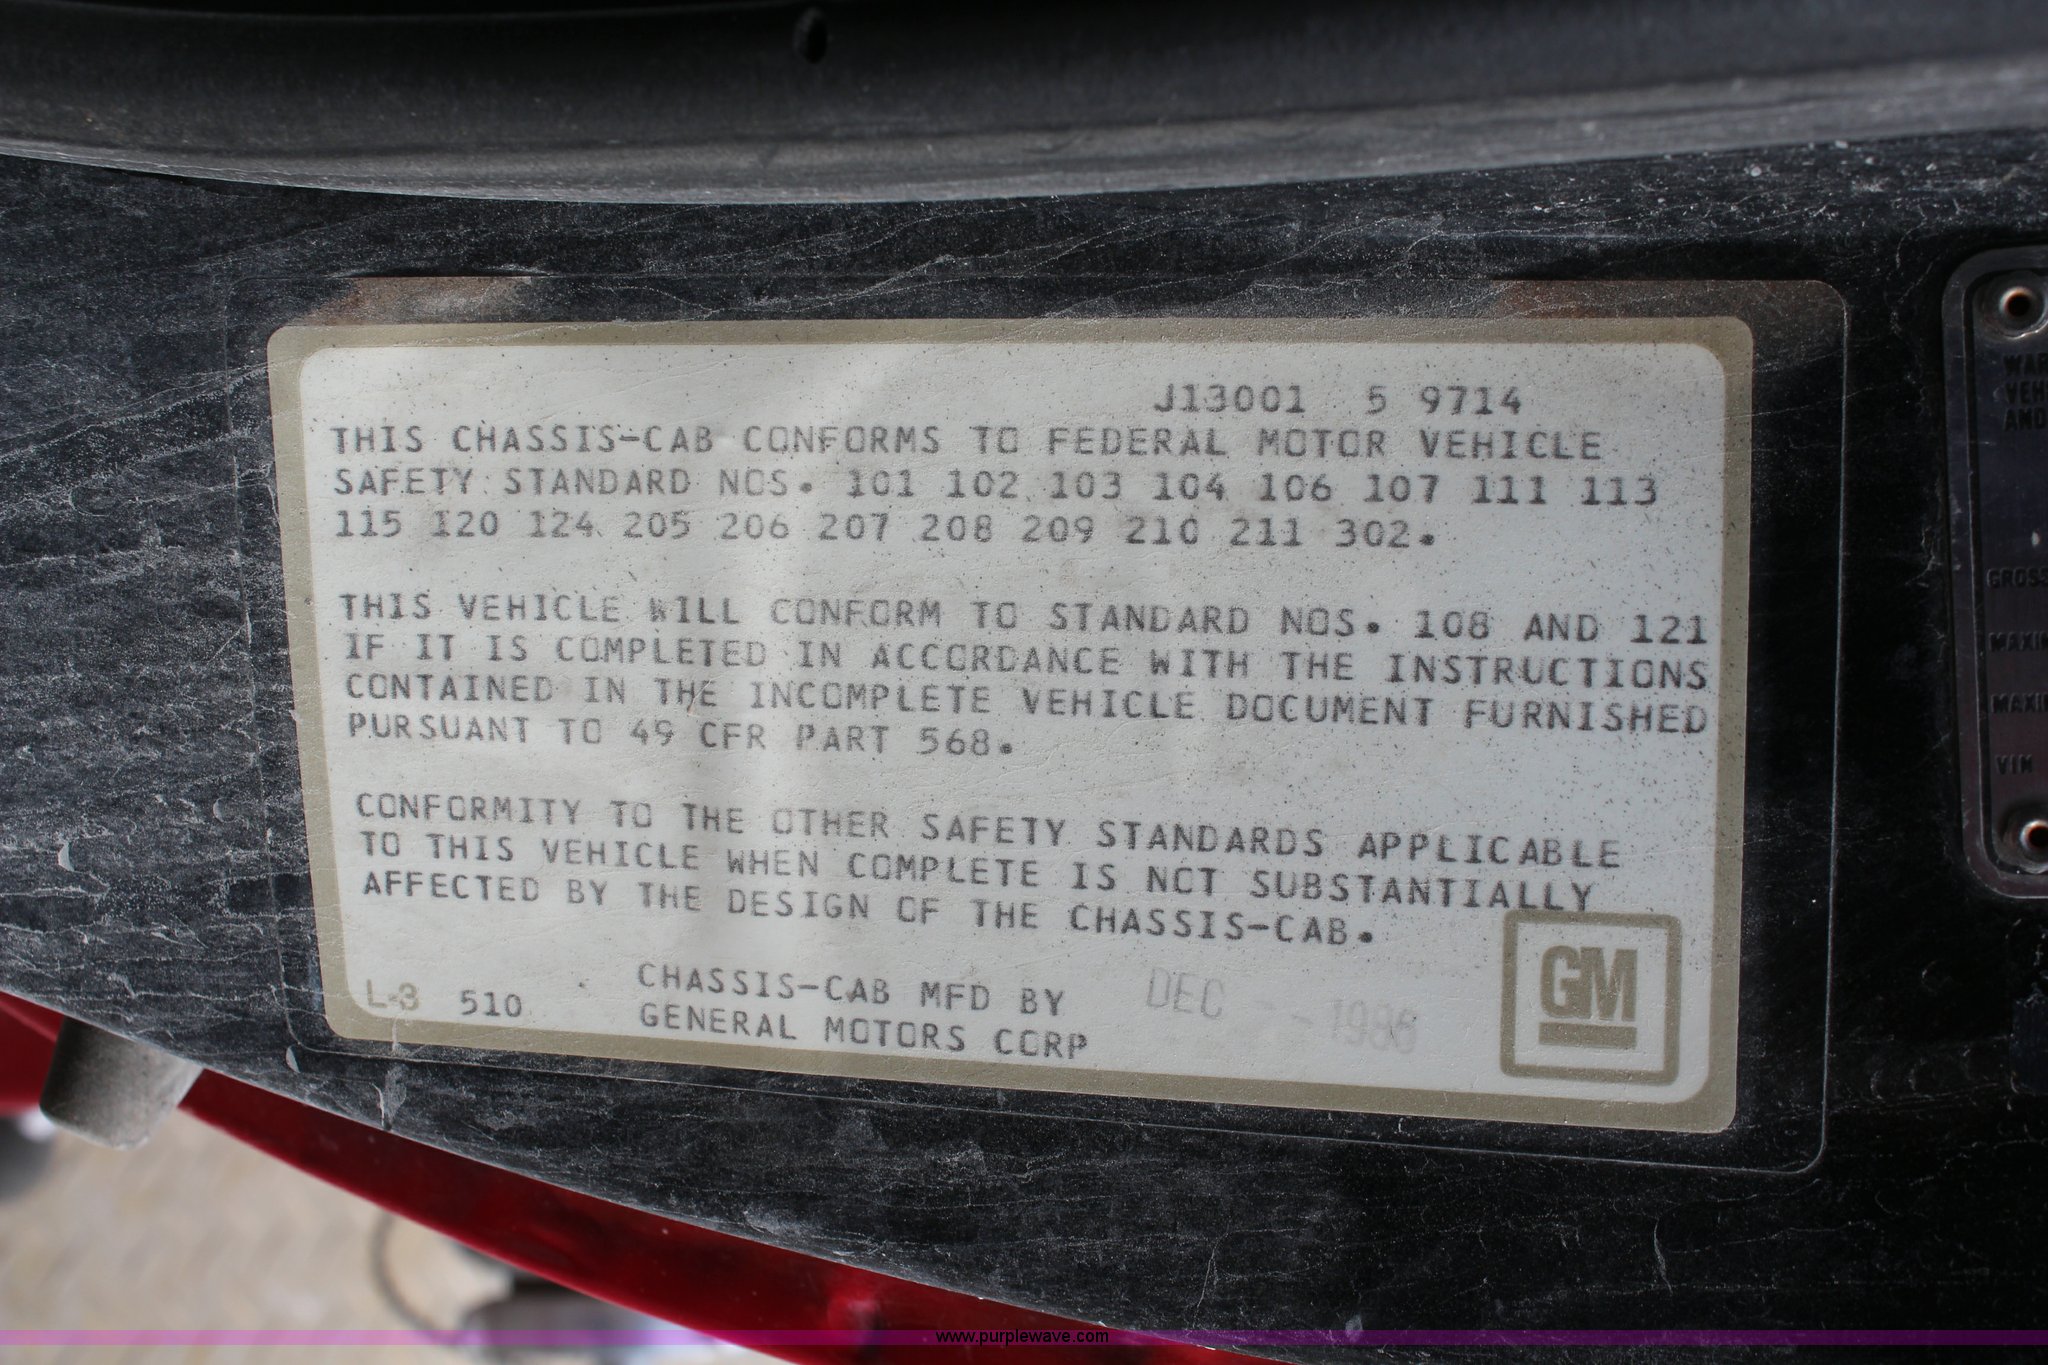 J13001 5 9714
THIS CHASSIS-CAB CONFORMS TO FEDERAL MOTOR VEHICLE
SAFETY STANDARD NOS. 101 102 103 104 106 107 111 113
115 120 124 205 206 207 208 209 210 211 302.
THIS VEHICLE WILL CONFORM TO STANDARD NOS. 108 AND 121
IF IT IS COMPLETED IN ACCORDANCE WITH THE INSTRUCTIONS
CONTAINED IN THE INCOMPLETE VEHICLE DOCUMENT FURNISHED
PURSUANT TO 49 CFR PART 568.
CONFORMITY TO THE OTHER SAFETY STANDARDS APPLICABLE
TO THIS VEHICLE WHEN COMPLETE IS NOT SUBSTANTIALLY
AFFECTED BY THE DESIGN OF THE CHASSIS-CAB.
L-3 510 CHASSIS-CAB MFD BY DEC -
GENERAL MOTORS CORP
GM
AND
GROSS
VIN
www.purplewave.com